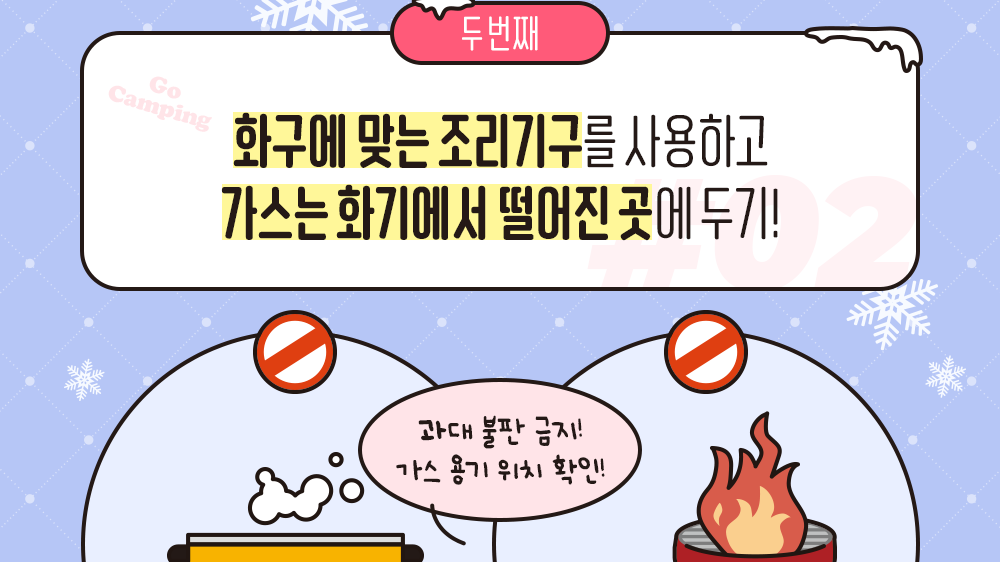 두번째
Go
Camping
화구에 맞는 조리기구를 사용하고
가스는 화기에서 떨어진 곳에 두기!
#02
과대 불판 금지!
가스 용기 위치 확인!